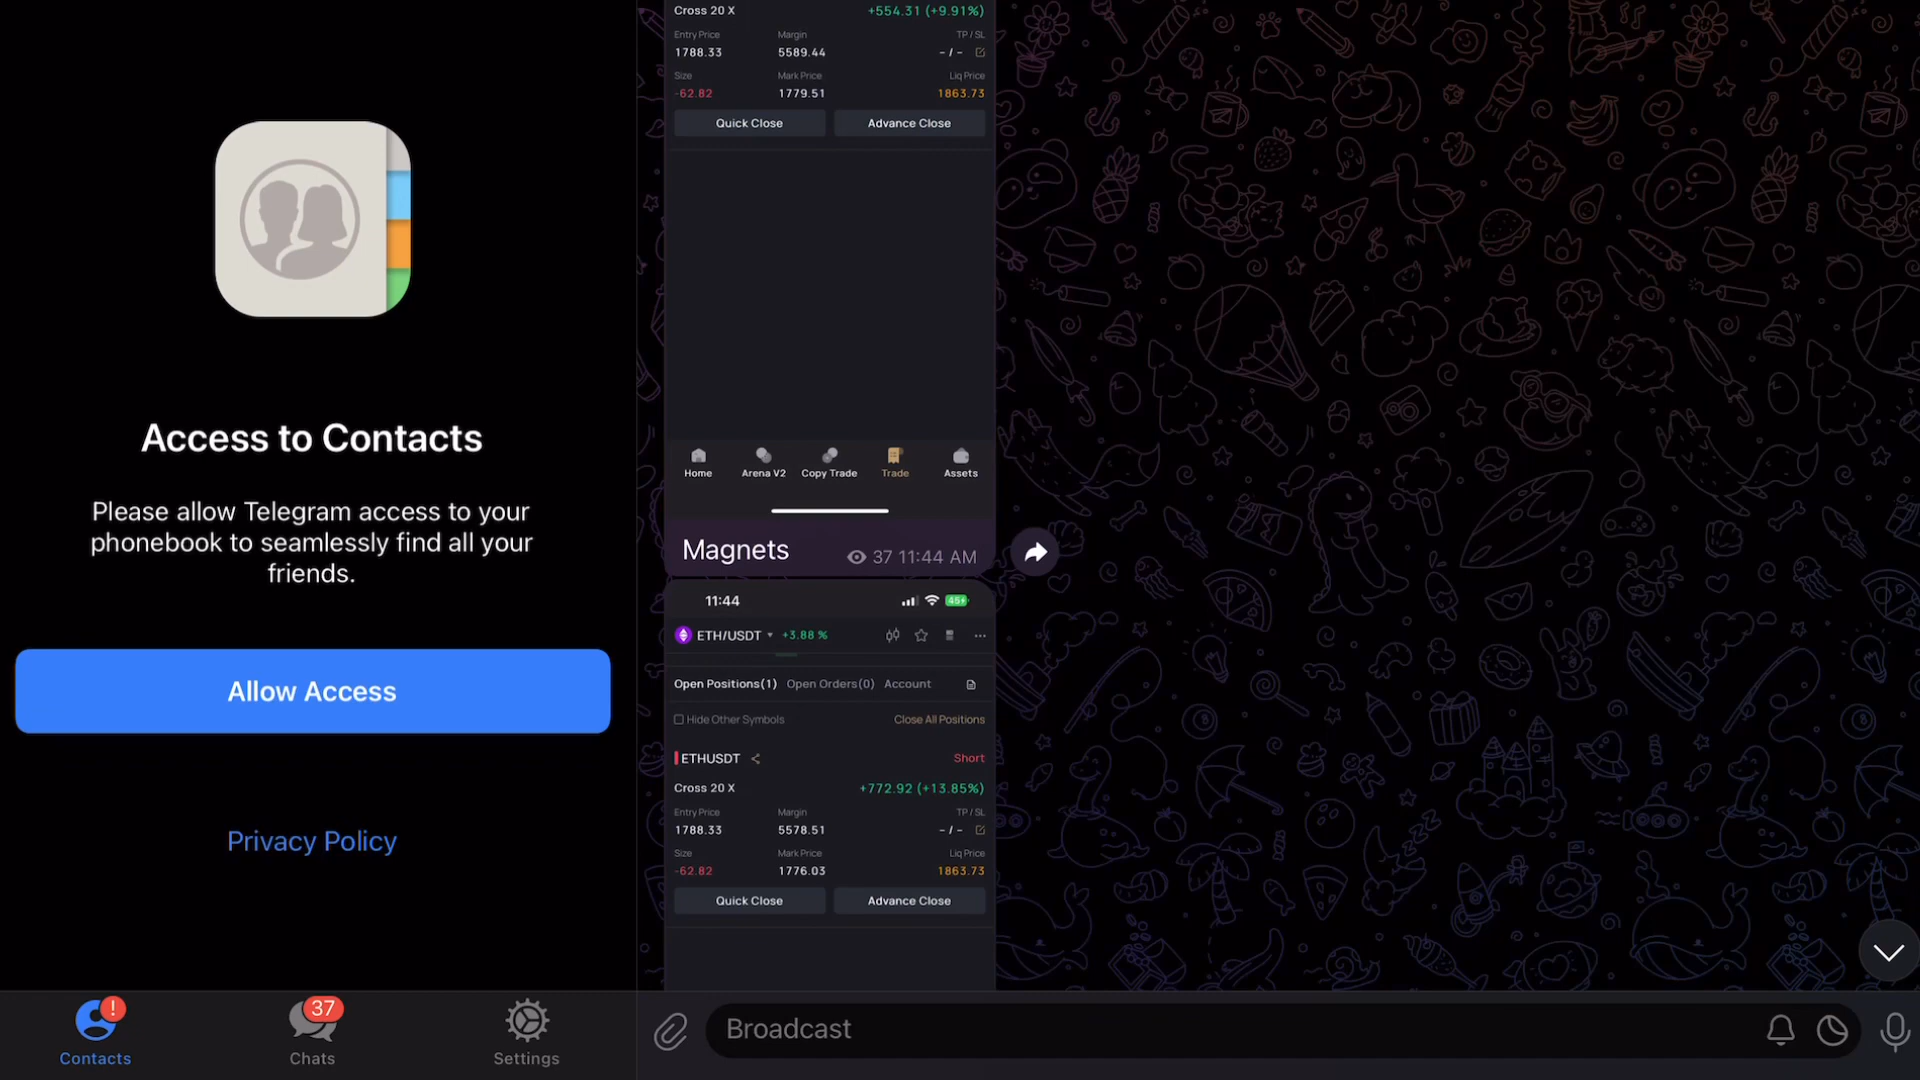 Access to Contacts
Please allow Telegram access to your
phonebook to seamlessly find all your
friends.
Allow Access
Privacy Policy
!
37
Contacts
Chats
Settings
Cross 20 X +554.31 (+9.91%)
Entry Price Margin TP / SL
1788.33 5589.44 – / –
Size Mark Price Liq Price
-62.82 1779.51 1863.73
Quick Close Advance Close
Home Arena V2 Copy Trade Trade Assets
Magnets 37 11:44 AM
11:44 45+
ETH/USDT +3.88 % ...
Open Positions(1) Open Orders(0) Account
Hide Other Symbols Close All Positions
ETHUSDT Short
Cross 20 X +772.92 (+13.85%)
Entry Price Margin TP / SL
1788.33 5578.51 – / –
Size Mark Price Liq Price
-62.82 1776.03 1863.73
Quick Close Advance Close
Broadcast